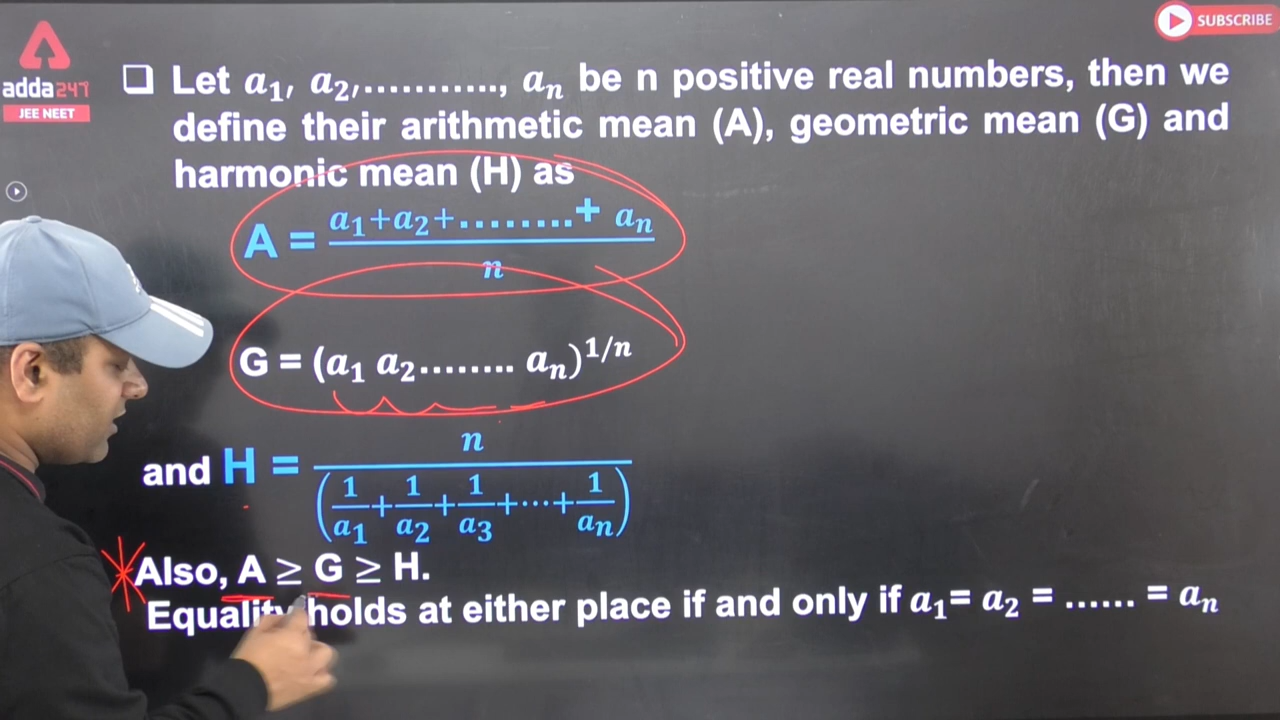 SUBSCRIBE
adda247
JEE NEET
❑ Let a₁, a₂,..........., aₙ be n positive real numbers, then we
define their arithmetic mean (A), geometric mean (G) and
harmonic mean (H) as
A = (a₁+a₂+.........+ aₙ)/n
G = (a₁ a₂........ aₙ)^{1/n}
and H = n/(1/a₁+1/a₂+1/a₃+⋯+1/aₙ)
Also, A ≥ G ≥ H.
Equality holds at either place if and only if a₁= a₂ = ...... = aₙ